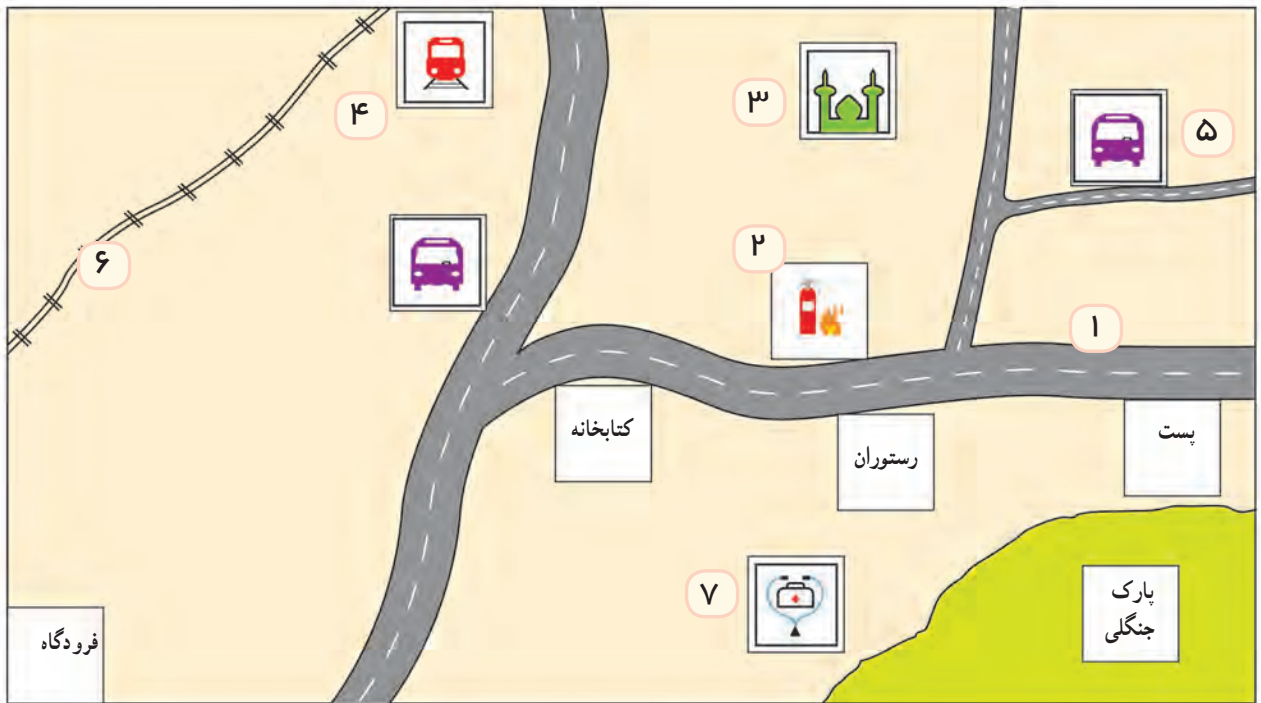 ۳
۵
۴
۲
۶
۱
پست
کتابخانه
رستوران
۷
پارک
جنگلی
فرودگاه